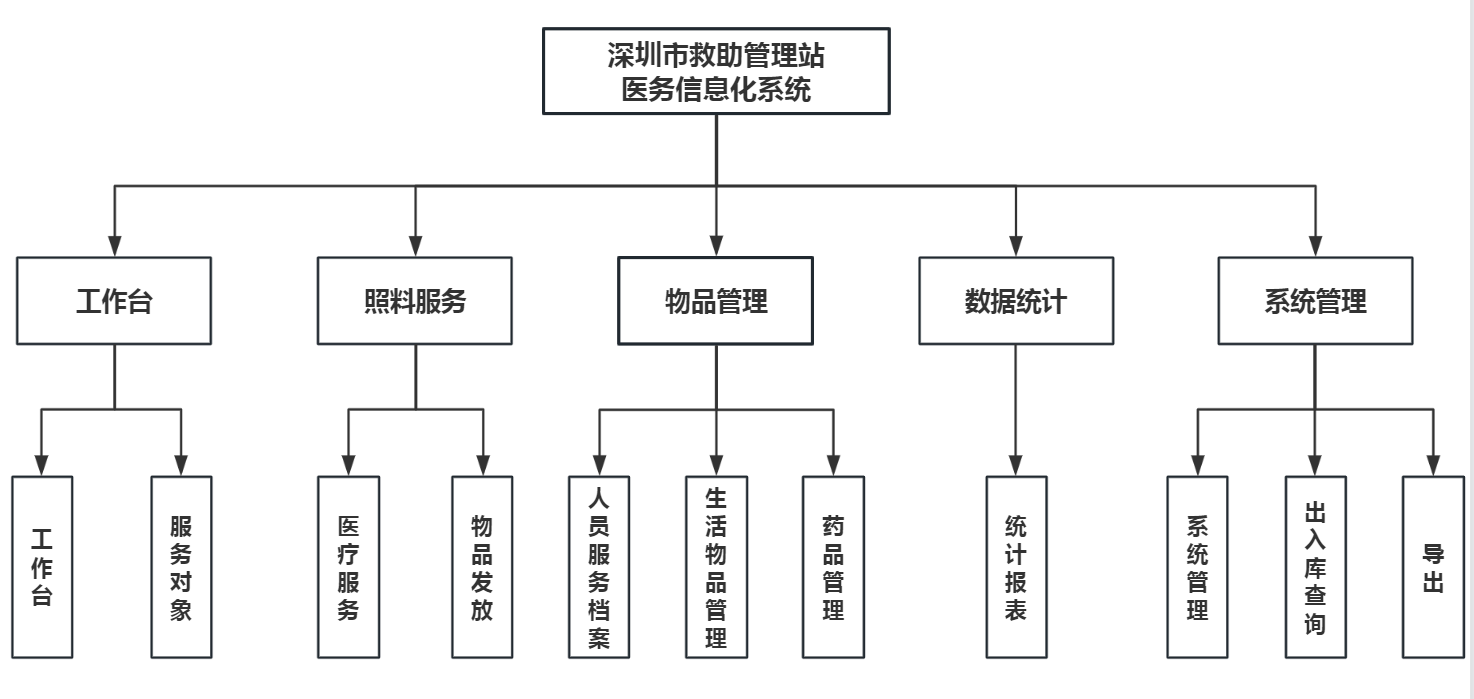 深圳市救助管理站
医务信息化系统
工作台
照料服务
物品管理
数据统计
系统管理
工作台
服务对象
医疗服务
物品发放
人员服务档案
生活物品管理
药品管理
统计报表
系统管理
出入库查询
导出